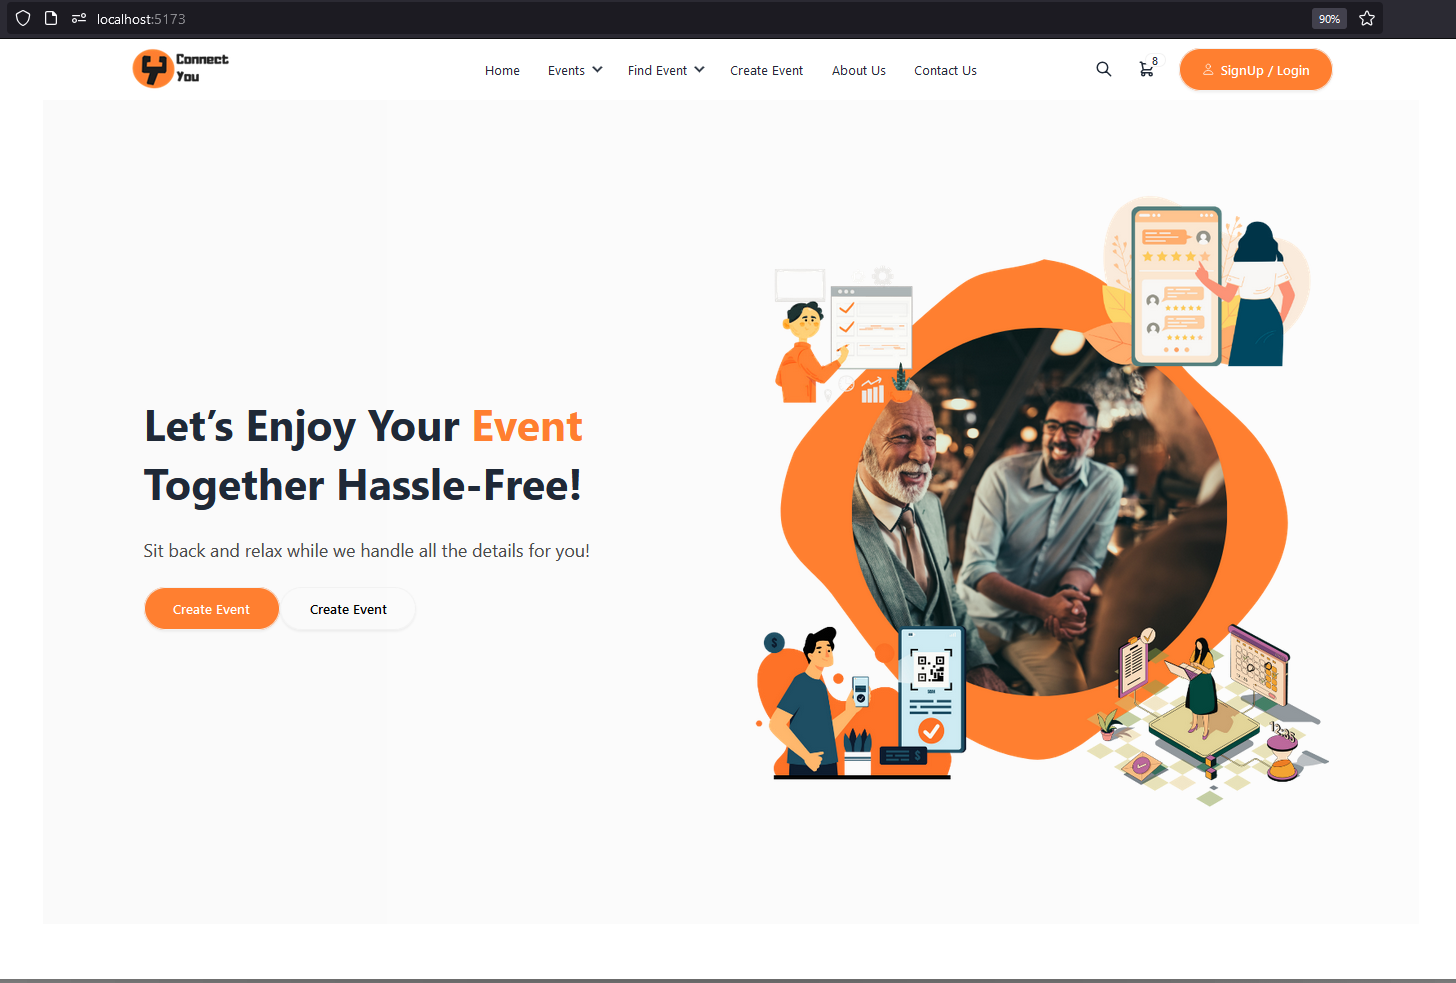 localhost:5173
90%
Connect
You
Home
Events
Find Event
Create Event
About Us
Contact Us
8
SignUp / Login
Let’s Enjoy Your Event
Together Hassle-Free!
Sit back and relax while we handle all the details for you!
Create Event
Create Event
$
$
12:33